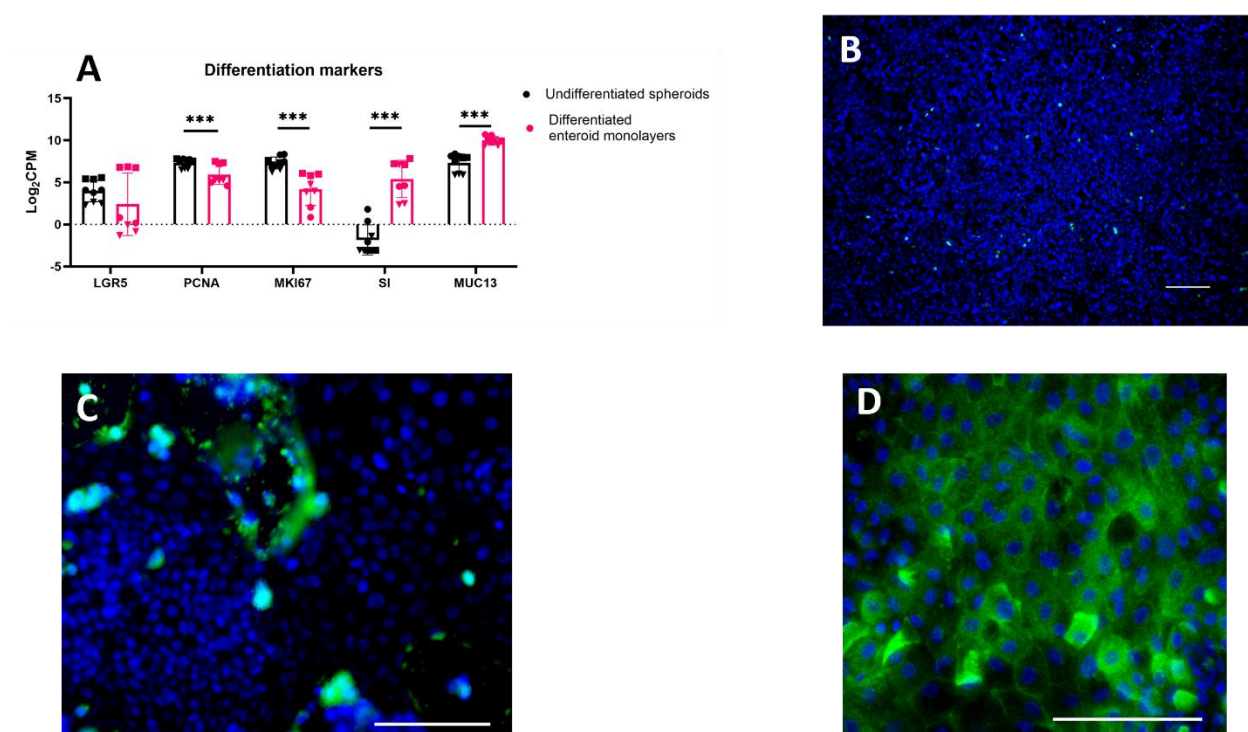 A
Differentiation markers
Undifferentiated spheroids
Differentiated
enteroid monolayers
Log₂CPM
15
10
5
0
-5
*** *** *** ***
LGR5 PCNA MKI67 SI MUC13
B
C
D